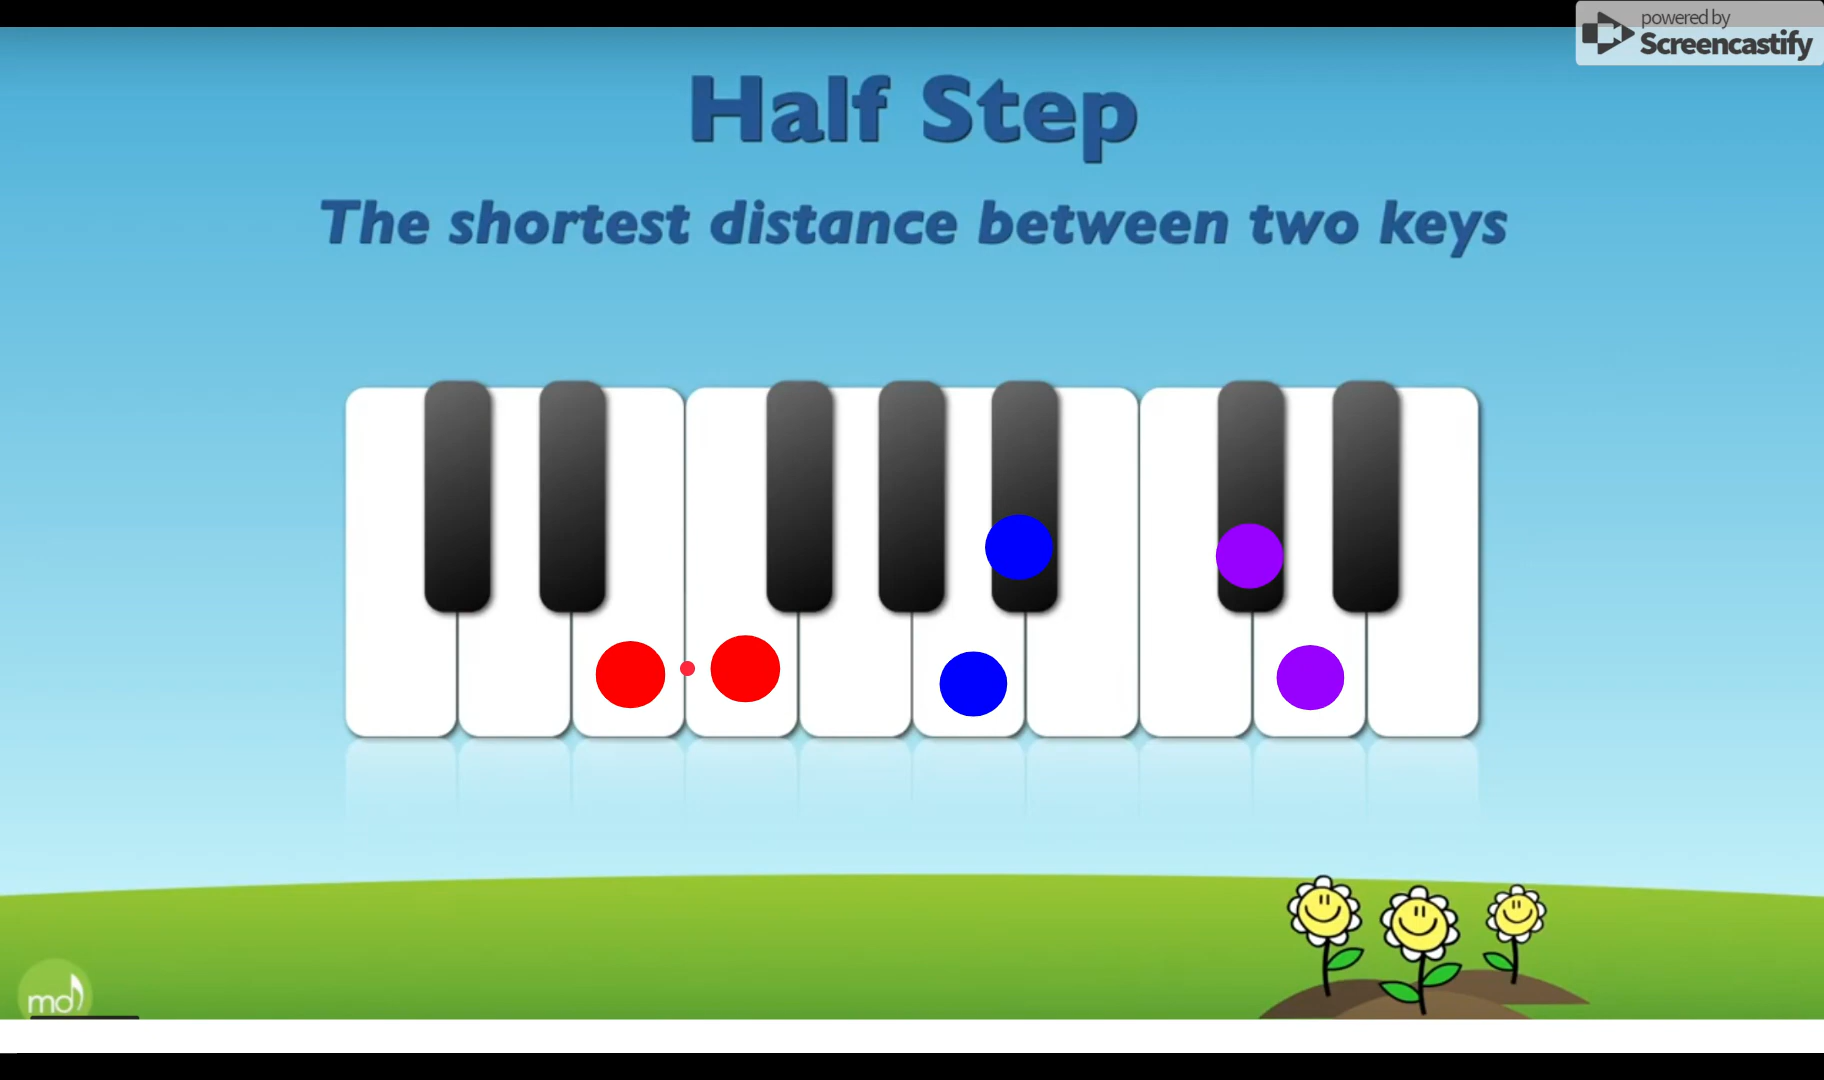 powered by
Screencastify
Half Step
The shortest distance between two keys
md